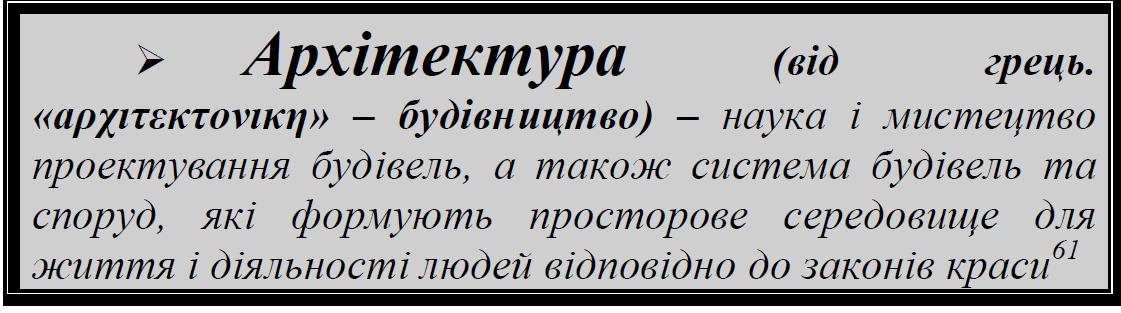 ➢ Архітектура (від грець.
«αρχιτεκτονικη» – будівництво) – наука і мистецтво
проектування будівель, а також система будівель та
споруд, які формують просторове середовище для
життя і діяльності людей відповідно до законів краси61